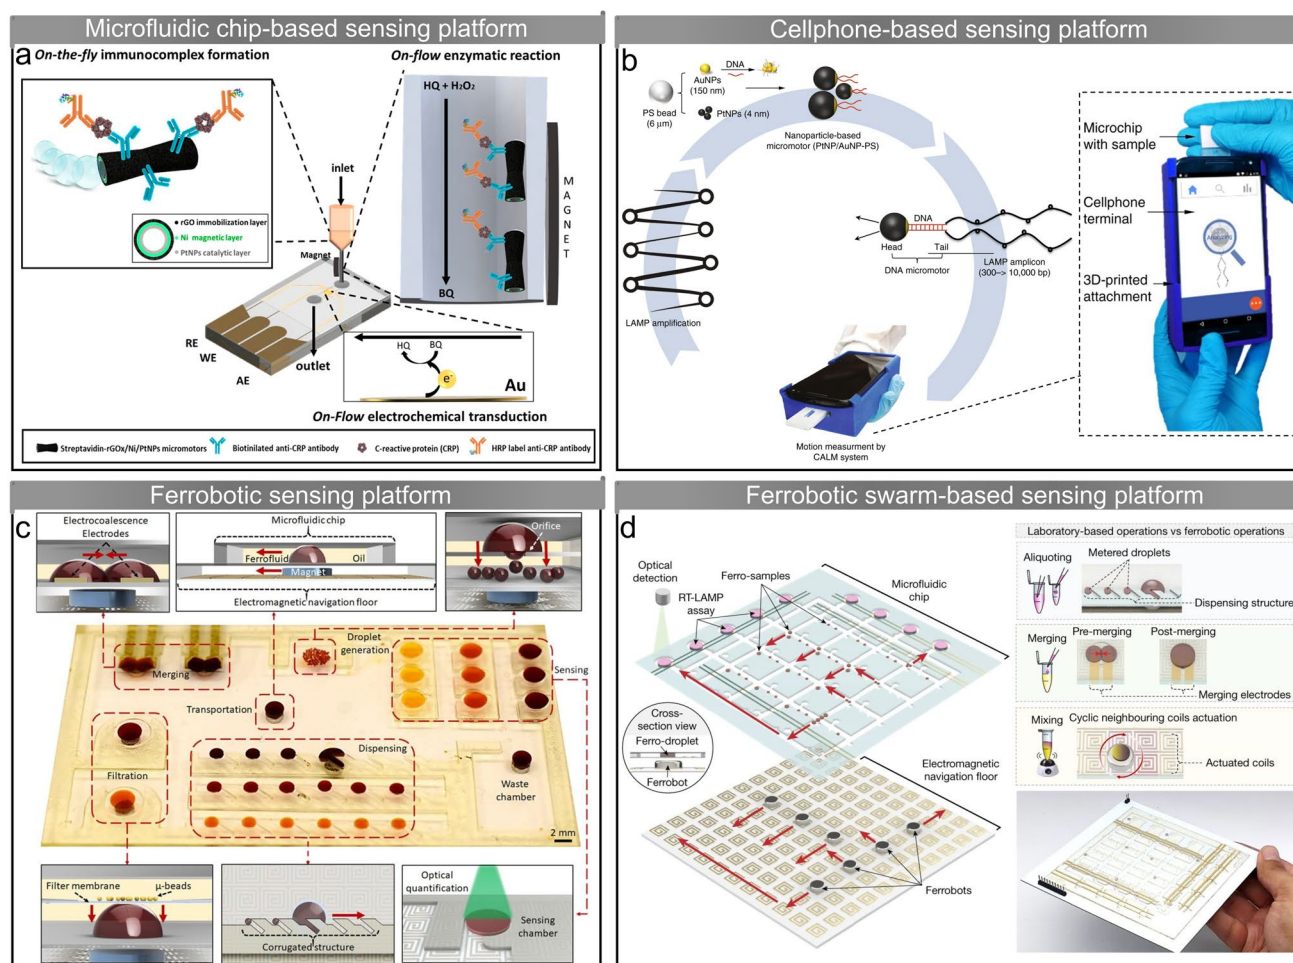 Microfluidic chip-based sensing platform
a
On-the-fly immunocomplex formation
On-flow enzymatic reaction
HQ + H₂O₂
BQ
MAGNET
rGO immobilization layer
Ni magnetic layer
PtNPs catalytic layer
inlet
Magnet
RE
WE
AE
outlet
HQ
BQ
e⁻
Au
On-Flow electrochemical transduction
Streptavidin-rGOx/Ni/PtNPs micromotors
Biotinilated anti-CRP antibody
C-reactive protein (CRP)
HRP label anti-CRP antibody
Cellphone-based sensing platform
b
AuNPs
(150 nm)
DNA
PS bead
(6 μm)
PtNPs (4 nm)
Nanoparticle-based
micromotor (PtNP/AuNP-PS)
DNA
Head
Tail
DNA micromotor
LAMP amplicon
(300–> 10,000 bp)
LAMP amplification
Motion measurment by
CALM system
Microchip
with sample
Cellphone
terminal
3D-printed
attachment
Analyzing
Ferrobotic sensing platform
c
Electrocoalescence
Electrodes
Microfluidic chip
Ferrofluid
Oil
Magnet
Electromagnetic navigation floor
Orifice
Merging
Droplet
generation
Sensing
Transportation
Filtration
Dispensing
Waste
chamber
2 mm
Filter membrane
μ-beads
Corrugated structure
Optical
quantification
Sensing
chamber
Ferrobotic swarm-based sensing platform
d
Optical
detection
RT-LAMP
assay
Ferro-samples
Microfluidic
chip
Cross-
section view
Ferro-droplet
Ferrobot
Electromagnetic
navigation floor
Ferrobots
Laboratory-based operations vs ferrobotic operations
Aliquoting
Metered droplets
Dispensing structure
Merging
Pre-merging
Post-merging
Merging electrodes
Mixing
Cyclic neighbouring coils actuation
Actuated coils